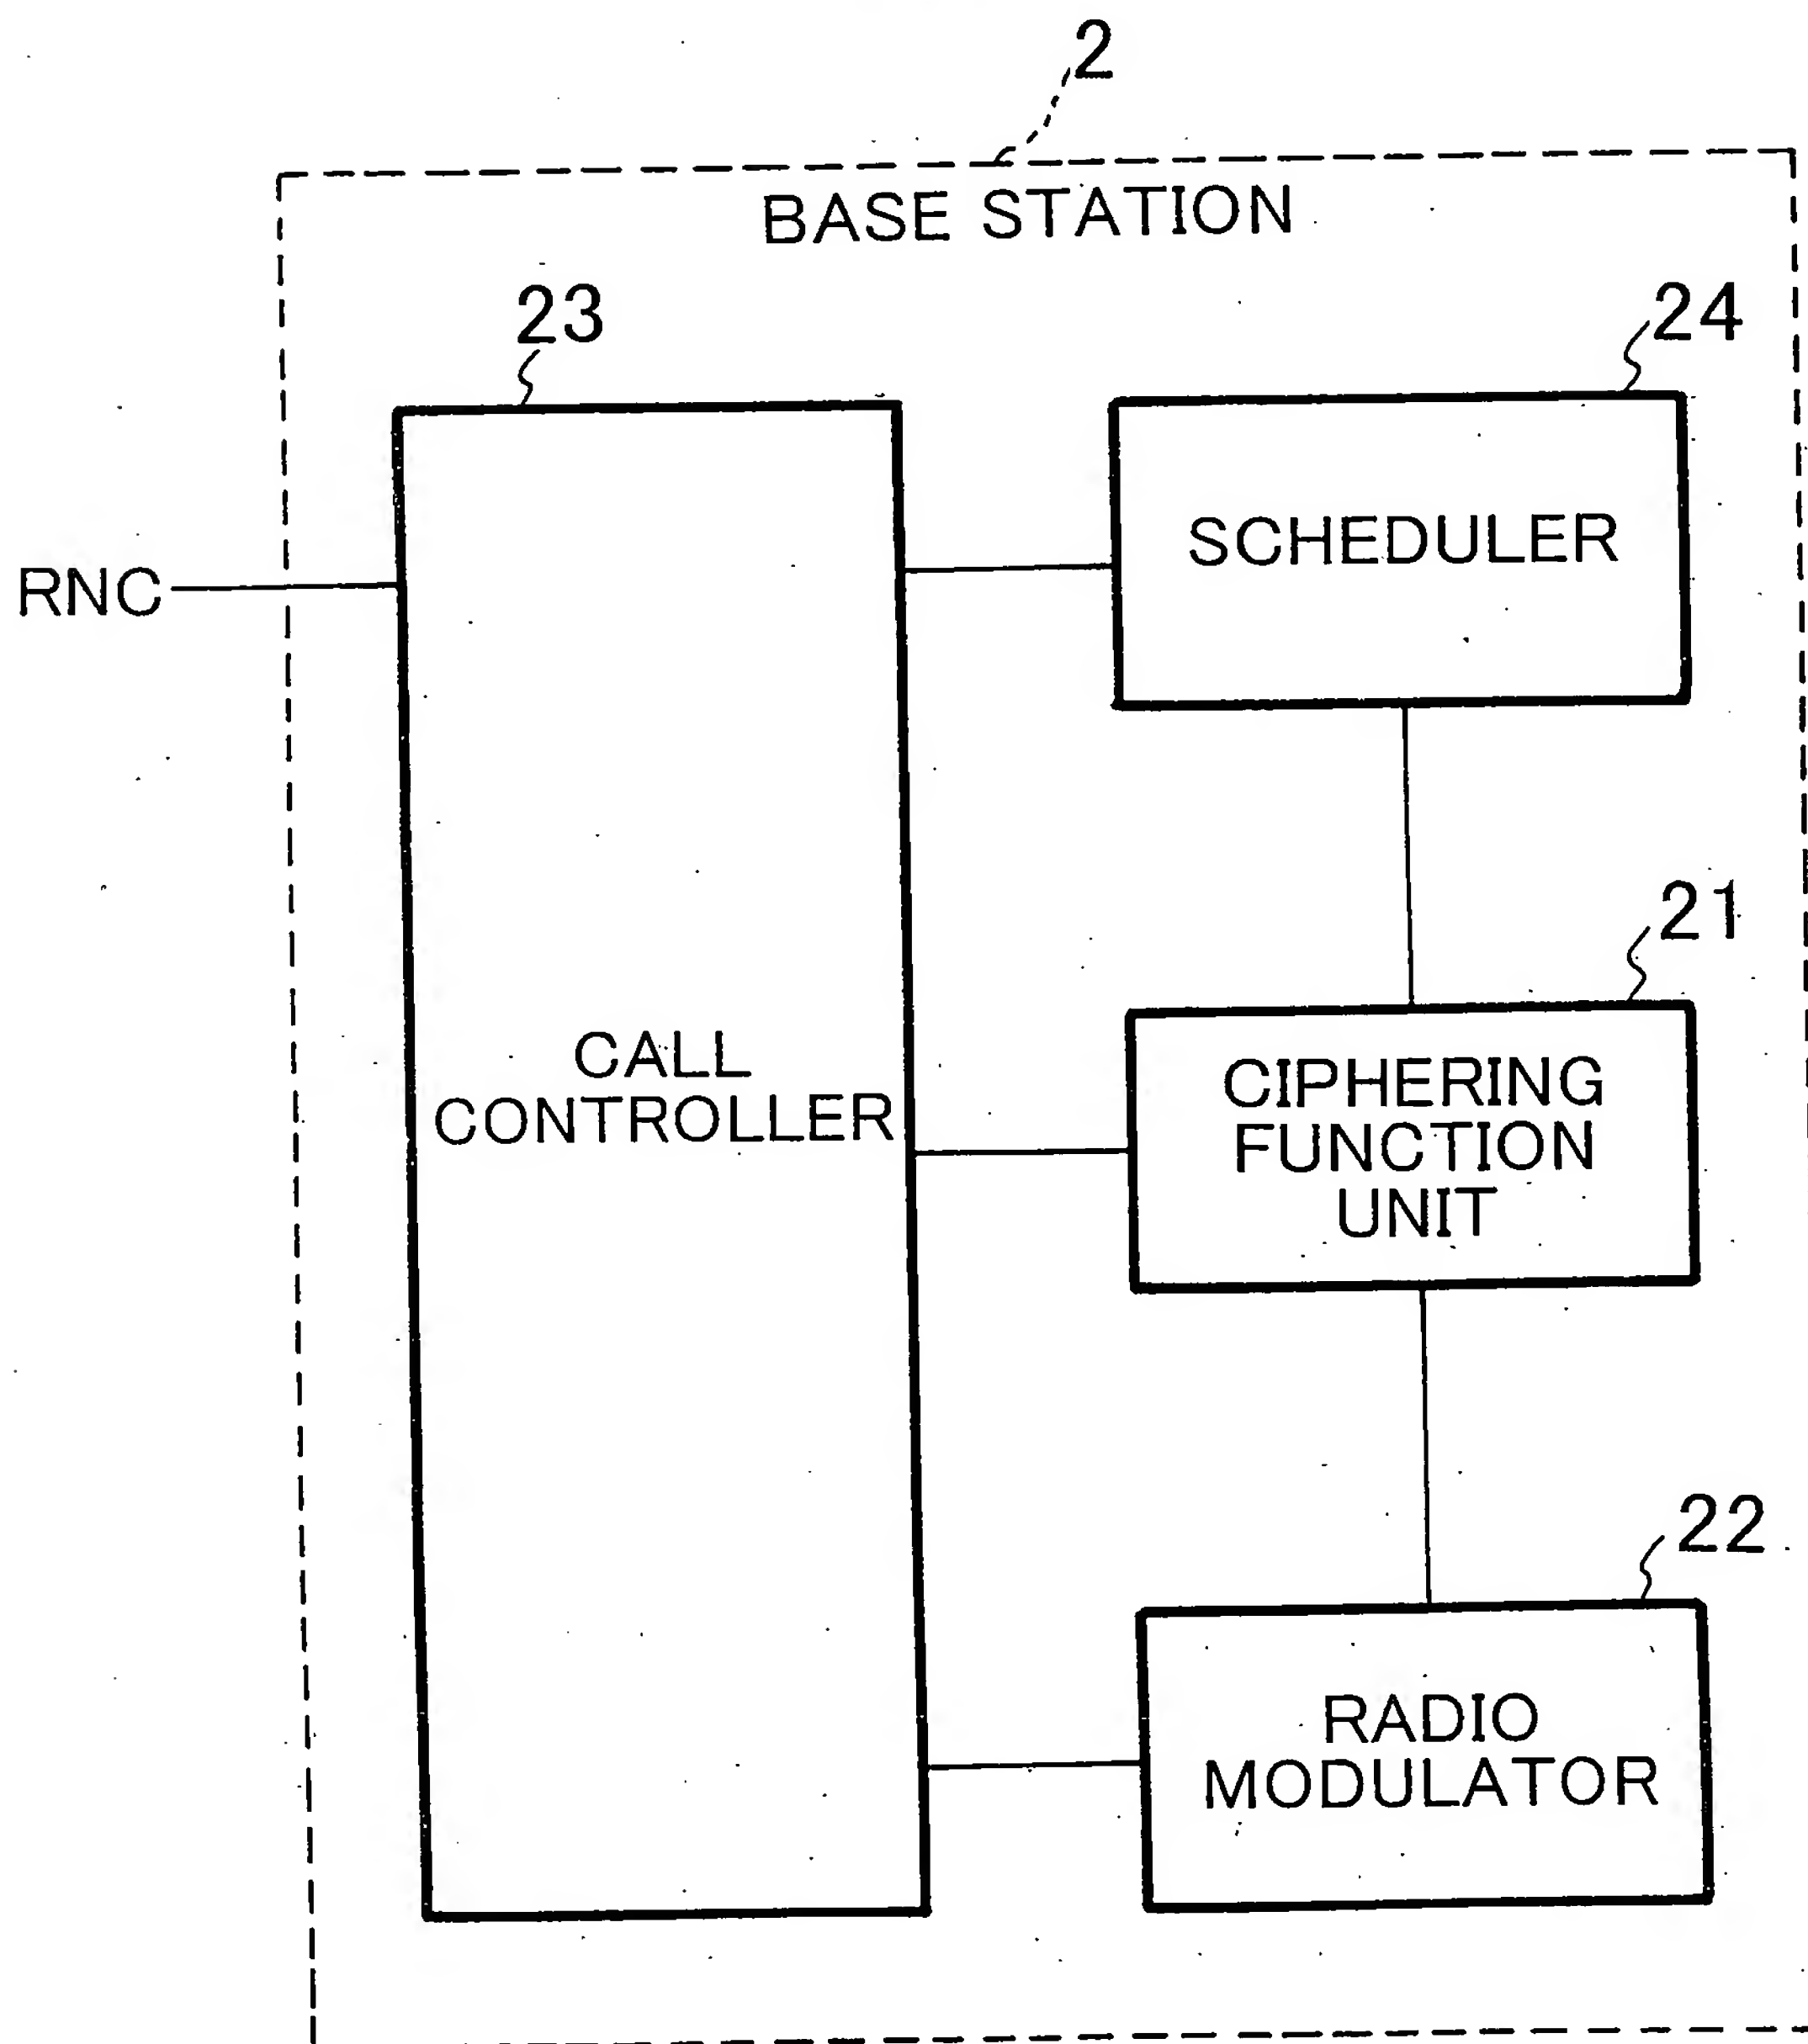 2
BASE STATION
23
24
SCHEDULER
RNC
21
CALL
CONTROLLER
CIPHERING
FUNCTION
UNIT
22
RADIO
MODULATOR